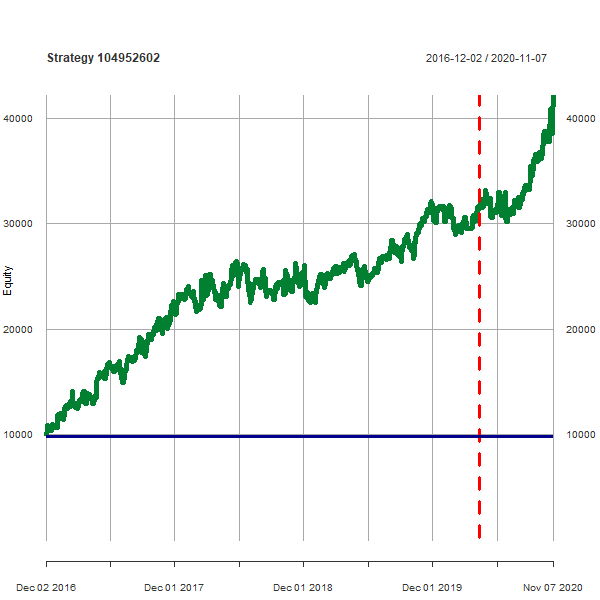 Strategy 104952602 2016-12-02 / 2020-11-07
40000 40000
30000 30000
20000 20000
10000 10000
Equity
Dec 02 2016 Dec 01 2017 Dec 01 2018 Dec 01 2019 Nov 07 2020